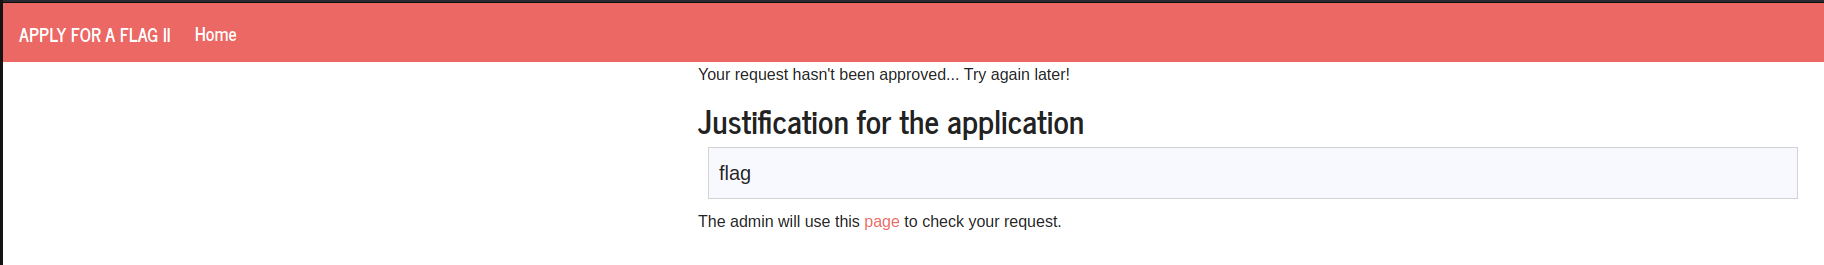 APPLY FOR A FLAG II Home
Your request hasn't been approved... Try again later!
Justification for the application
flag
The admin will use this page to check your request.